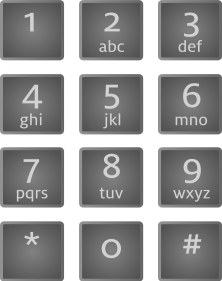 1 2 3
abc def
4 5 6
ghi jkl mno
7 8 9
pqrs tuv wxyz
* 0 #